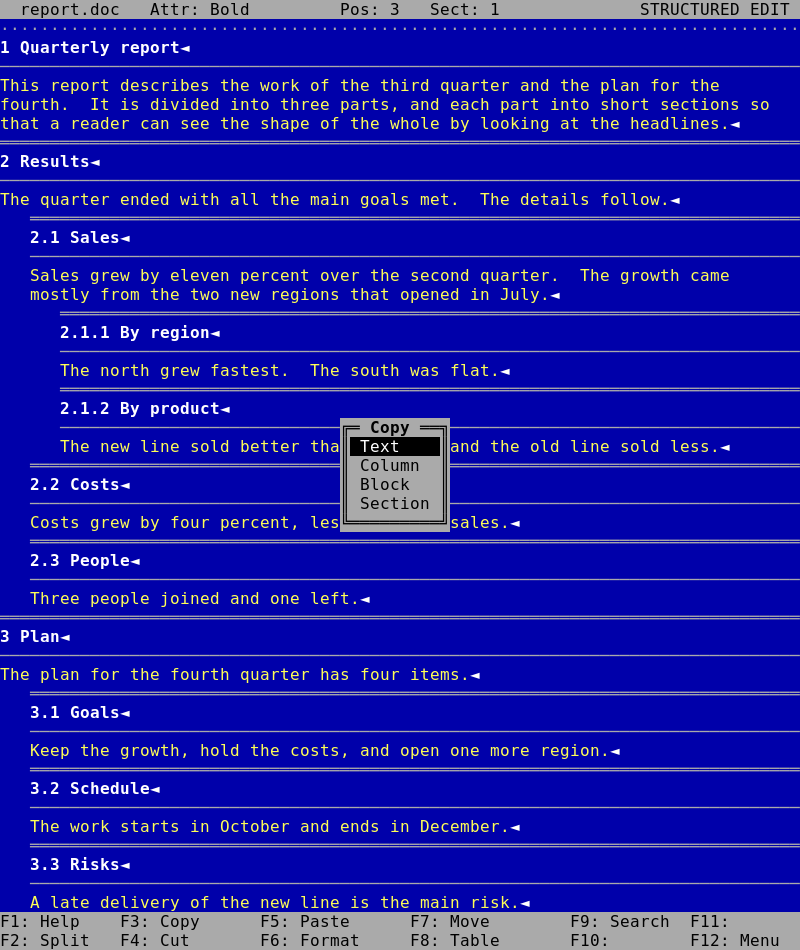 report.doc   Attr: Bold         Pos: 3   Sect: 1              STRUCTURED EDIT
1 Quarterly report◄
This report describes the work of the third quarter and the plan for the
fourth.  It is divided into three parts, and each part into short sections so
that a reader can see the shape of the whole by looking at the headlines.◄
2 Results◄
The quarter ended with all the main goals met.  The details follow.◄
2.1 Sales◄
Sales grew by eleven percent over the second quarter.  The growth came
mostly from the two new regions that opened in July.◄
2.1.1 By region◄
The north grew fastest.  The south was flat.◄
2.1.2 By product◄
Copy
The new line sold better tha
Text
and the old line sold less.◄
Column
2.2 Costs◄
Block
Section
Costs grew by four percent, les
sales.◄
2.3 People◄
Three people joined and one left.◄
3 Plan◄
The plan for the fourth quarter has four items.◄
3.1 Goals◄
Keep the growth, hold the costs, and open one more region.◄
3.2 Schedule◄
The work starts in October and ends in December.◄
3.3 Risks◄
A late delivery of the new line is the main risk.◄
F1: Help    F3: Copy      F5: Paste      F7: Move        F9: Search  F11:
F2: Split   F4: Cut       F6: Format     F8: Table       F10:        F12: Menu